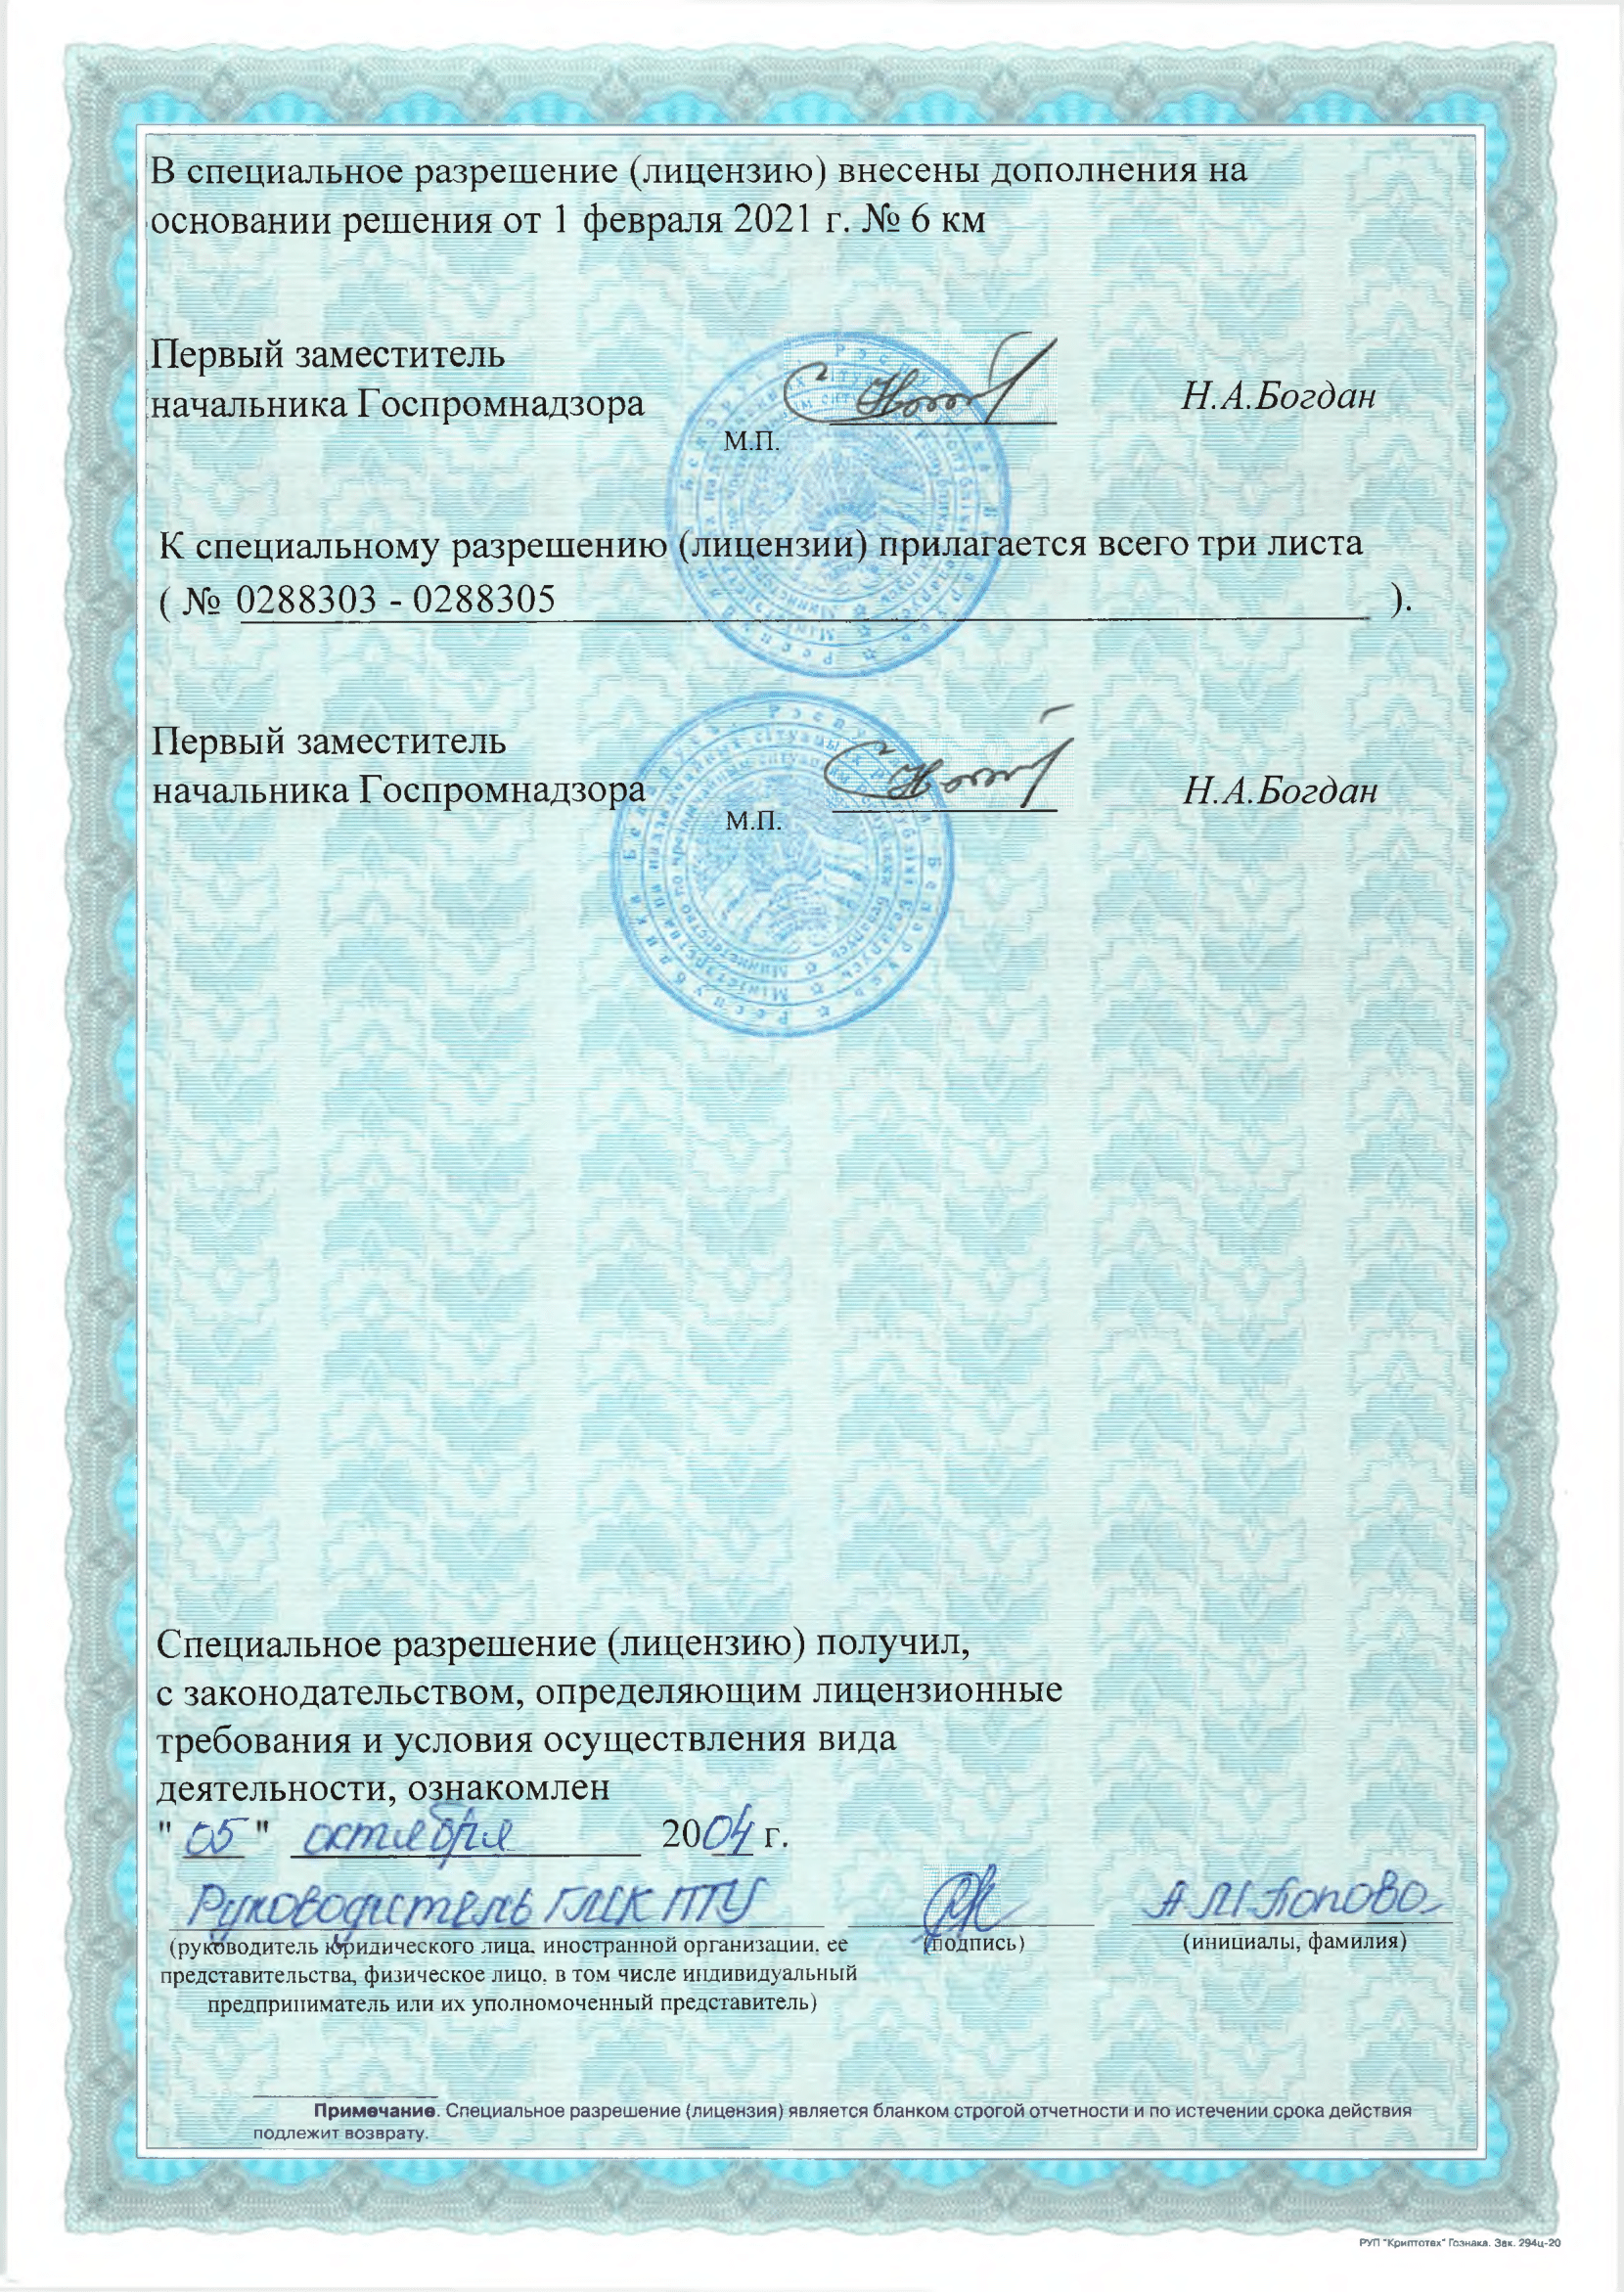 В специальное разрешение (лицензию) внесены дополнения на
основании решения от 1 февраля 2021 г. № 6 км
Первый заместитель
начальника Госпромнадзора
М.П.
Н.А.Богдан
К специальному разрешению (лицензии) прилагается всего три листа
( № 0288303 - 0288305 ).
Первый заместитель
начальника Госпромнадзора
М.П.
Н.А.Богдан
Специальное разрешение (лицензию) получил,
с законодательством, определяющим лицензионные
требования и условия осуществления вида
деятельности, ознакомлен
" 05 " октября 2004 г.
Руководитель ПТУ А.М.Попова
(руководитель юридического лица, иностранной организации, ее
представительства, физическое лицо, в том числе индивидуальный
предприниматель или их уполномоченный представитель)
(подпись)
(инициалы, фамилия)
Примечание. Специальное разрешение (лицензия) является бланком строгой отчетности и по истечении срока действия
подлежит возврату.
РУП "Криптотех" Гознака. Зак. 294ц-20